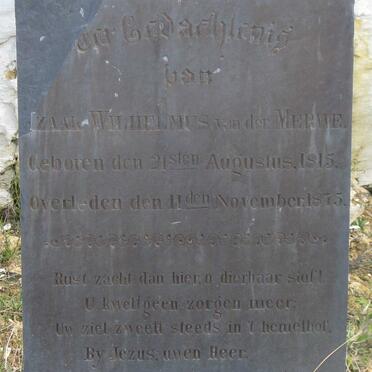 ter Gedachtenis
van
IZAAK WILHELMUS van der MERWE.
Geboren den 21sten Augustus, 1815.
Overleden den 11den November 1875.
Rust zacht dan hier, o dierbaar stof!
U kwelt geen zorgen meer;
Uw ziel zweeft steeds in 't hemelhof,
By Jezus, uwen Heer.